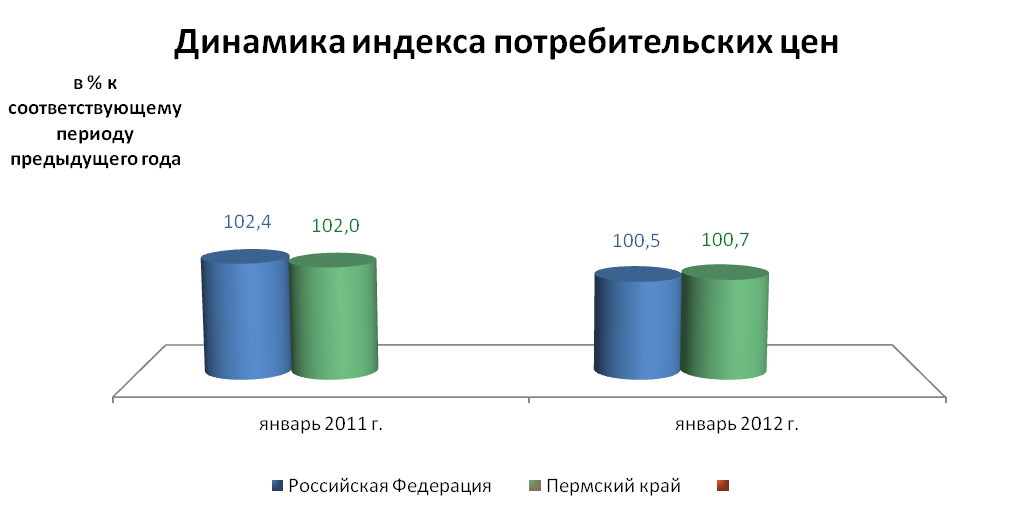 Динамика индекса потребительских цен
в % к
соответствующему
периоду
предыдущего года
102,4
102,0
100,5
100,7
январь 2011 г.
январь 2012 г.
Российская Федерация
Пермский край